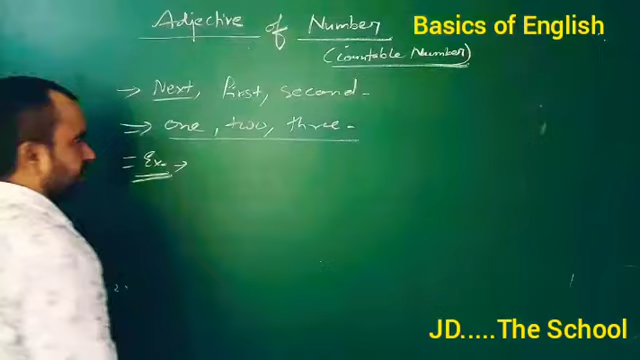 Adjective of Number
Basics of English
(Countable Number)
→ Next, First, second -
⇒ one, two, three -
= Ex. →
JD.....The School